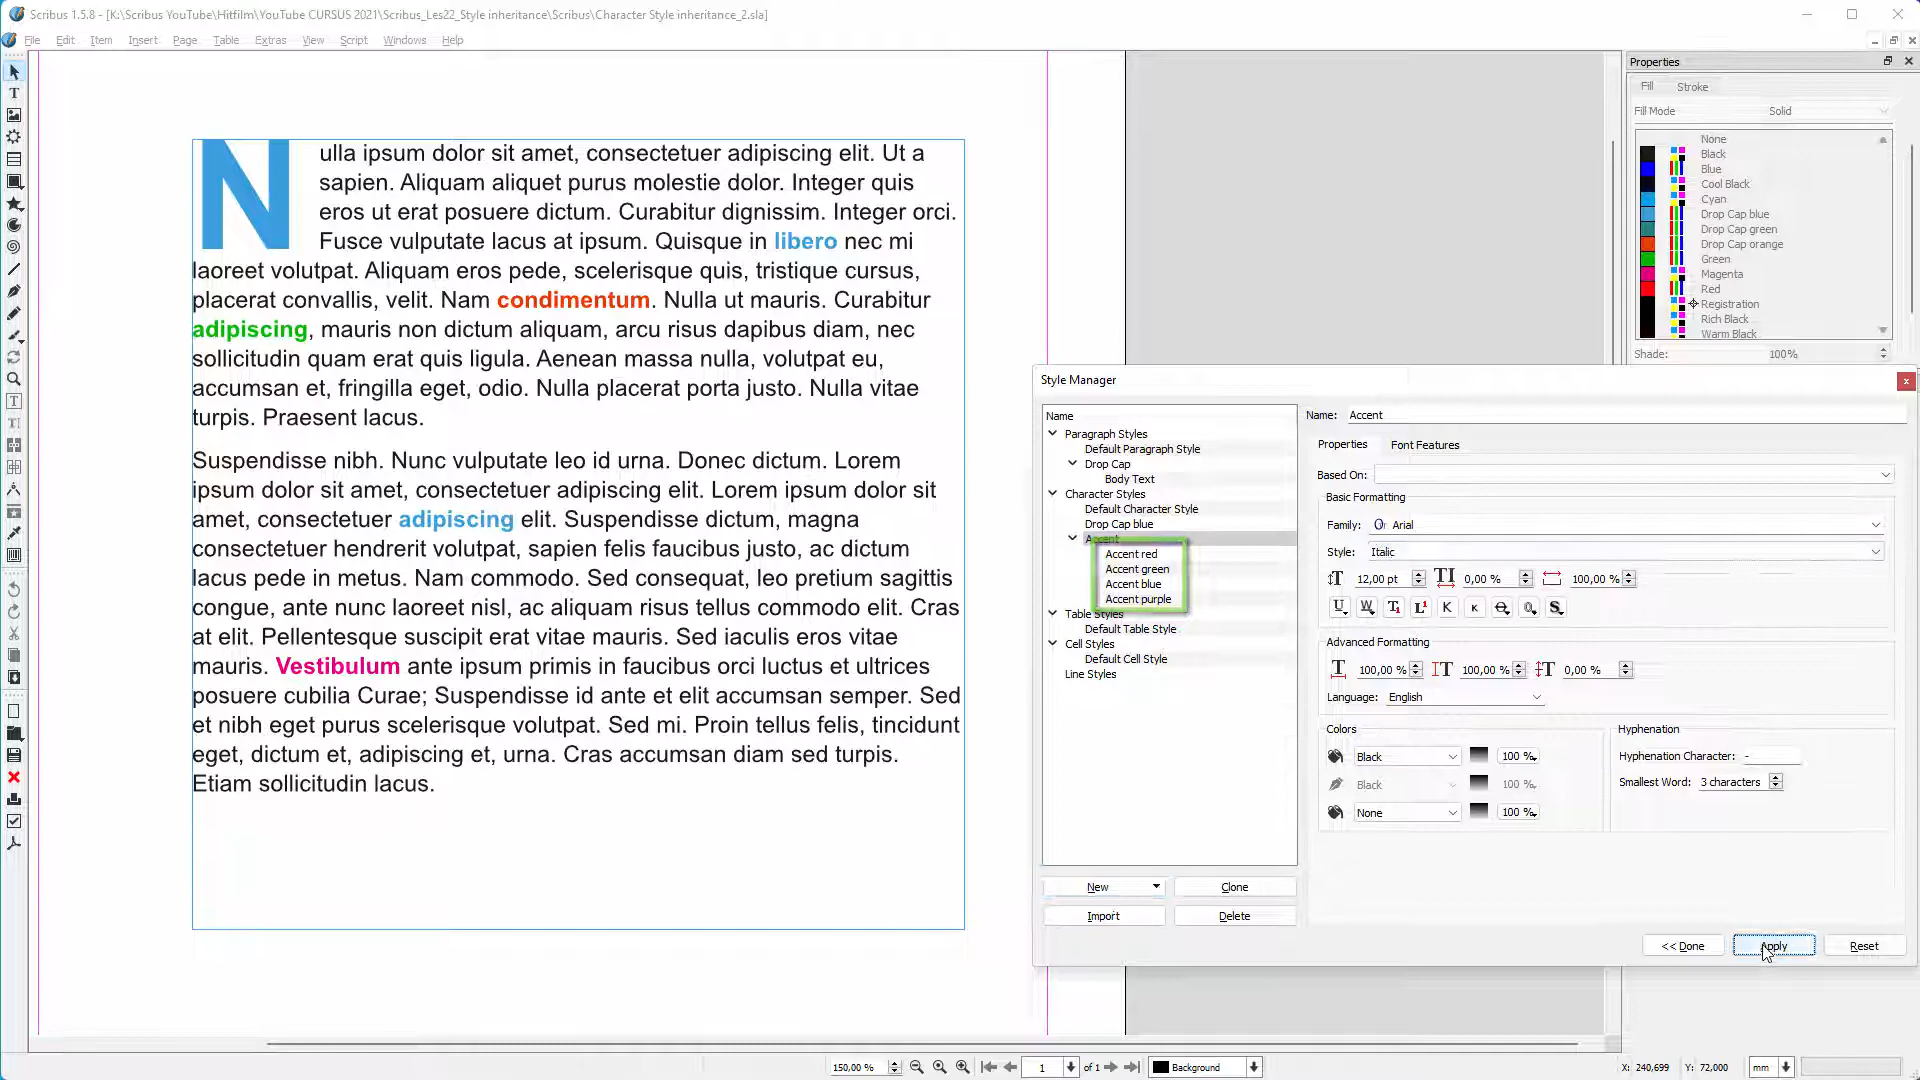 Scribus 1.5.8 - [K:\Scribus YouTube\Hitfilm\YouTube CURSUS 2021\Scribus_Les22_Style inheritance\Scribus\Character Style inheritance_2.sla]
File Edit Item Insert Page Table Extras View Script Windows Help
N
ulla ipsum dolor sit amet, consectetuer adipiscing elit. Ut a
sapien. Aliquam aliquet purus molestie dolor. Integer quis
eros ut erat posuere dictum. Curabitur dignissim. Integer orci.
Fusce vulputate lacus at ipsum. Quisque in libero nec mi
laoreet volutpat. Aliquam eros pede, scelerisque quis, tristique cursus,
placerat convallis, velit. Nam condimentum. Nulla ut mauris. Curabitur
adipiscing, mauris non dictum aliquam, arcu risus dapibus diam, nec
sollicitudin quam erat quis ligula. Aenean massa nulla, volutpat eu,
accumsan et, fringilla eget, odio. Nulla placerat porta justo. Nulla vitae
turpis. Praesent lacus.
Suspendisse nibh. Nunc vulputate leo id urna. Donec dictum. Lorem
ipsum dolor sit amet, consectetuer adipiscing elit. Lorem ipsum dolor sit
amet, consectetuer adipiscing elit. Suspendisse dictum, magna
consectetuer hendrerit volutpat, sapien felis faucibus justo, ac dictum
lacus pede in metus. Nam commodo. Sed consequat, leo pretium sagittis
congue, ante nunc laoreet nisl, ac aliquam risus tellus commodo elit. Cras
at elit. Pellentesque suscipit erat vitae mauris. Sed iaculis eros vitae
mauris. Vestibulum ante ipsum primis in faucibus orci luctus et ultrices
posuere cubilia Curae; Suspendisse id ante et elit accumsan semper. Sed
et nibh eget purus scelerisque volutpat. Sed mi. Proin tellus felis, tincidunt
eget, dictum et, adipiscing et, urna. Cras accumsan diam sed turpis.
Etiam sollicitudin lacus.
Properties
Fill Stroke
Fill Mode Solid
None
Black
Blue
Cool Black
Cyan
Drop Cap blue
Drop Cap green
Drop Cap orange
Green
Magenta
Red
Registration
Rich Black
Warm Black
Shade: 100%
Style Manager
Name
Paragraph Styles
Default Paragraph Style
Drop Cap
Body Text
Character Styles
Default Character Style
Drop Cap blue
Accent
Accent red
Accent green
Accent blue
Accent purple
Table Styles
Default Table Style
Cell Styles
Default Cell Style
Line Styles
New Clone
Import Delete
Name: Accent
Properties Font Features
Based On:
Basic Formatting
Family: Arial
Style: Italic
12,00 pt 0,00 % 100,00 %
Advanced Formatting
100,00 % 100,00 % 0,00 %
Language: English
Colors
Black 100 %
Black 100 %
None 100 %
Hyphenation
Hyphenation Character: -
Smallest Word: 3 characters
<< Done Apply Reset
150,00 % 1 of 1 Background X: 240,699 Y: 72,000 mm